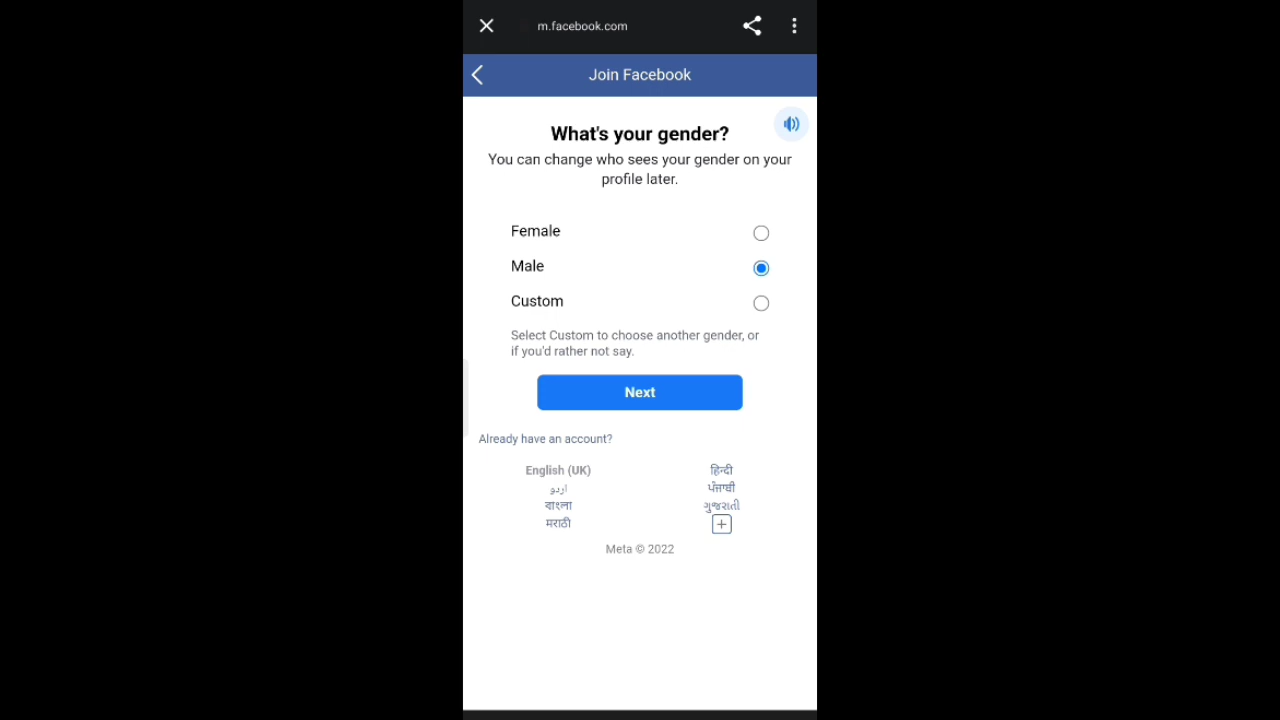 m.facebook.com
Join Facebook
What's your gender?
You can change who sees your gender on your
profile later.
Female
Male
Custom
Select Custom to choose another gender, or
if you'd rather not say.
Next
Already have an account?
English (UK)
हिन्दी
اردو
ਪੰਜਾਬੀ
বাংলা
ગુજરાતી
मराठी
Meta © 2022